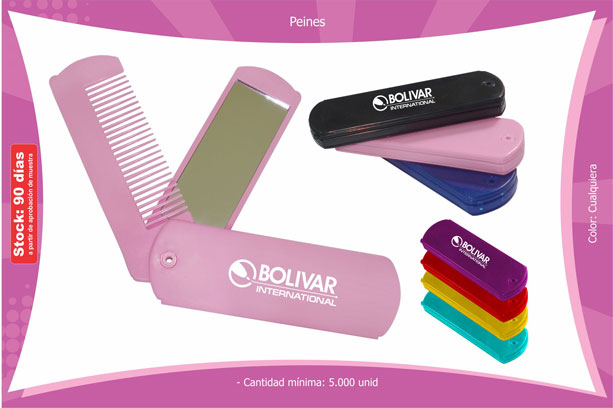 Peines
BOLIVAR
INTERNATIONAL
Stock: 90 días
a partir de aprobación de muestra
Color: Cualquiera
BOLIVAR
INTERNATIONAL
BOLIVAR
INTERNATIONAL
- Cantidad mínima: 5.000 unid